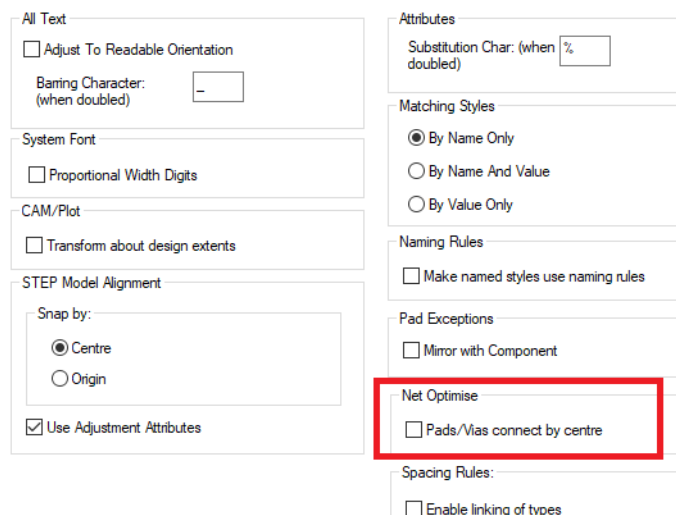 All Text
Adjust To Readable Orientation
Barring Character:
(when doubled)
_
System Font
Proportional Width Digits
CAM/Plot
Transform about design extents
STEP Model Alignment
Snap by:
Centre
Origin
Use Adjustment Attributes
Attributes
Substitution Char: (when
doubled)
%
Matching Styles
By Name Only
By Name And Value
By Value Only
Naming Rules
Make named styles use naming rules
Pad Exceptions
Mirror with Component
Net Optimise
Pads/Vias connect by centre
Spacing Rules:
Enable linking of types